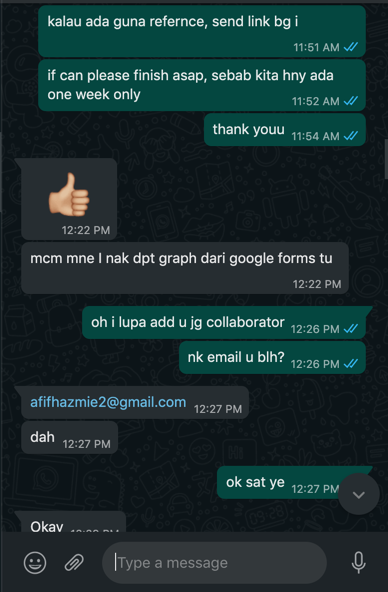 kalau ada guna refernce, send link bg i
11:51 AM
if can please finish asap, sebab kita hny ada
one week only
11:52 AM
thank youu 11:54 AM
12:22 PM
mcm mne I nak dpt graph dari google forms tu
12:22 PM
oh i lupa add u jg collaborator 12:26 PM
nk email u blh? 12:26 PM
afifhazmie2@gmail.com 12:27 PM
dah 12:27 PM
ok sat ye 12:27 PM
Okay
Type a message